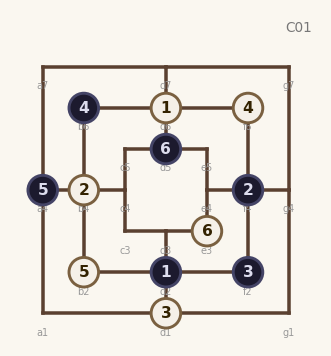 C01
a7 d7 g7
4 1 4
b6 d6 f6
6
c5 d5 e5
5 2 2
a4 b4 c4 e4 f4 g4
6
c3 d3 e3
5 1 3
b2 d2 f2
3
a1 d1 g1